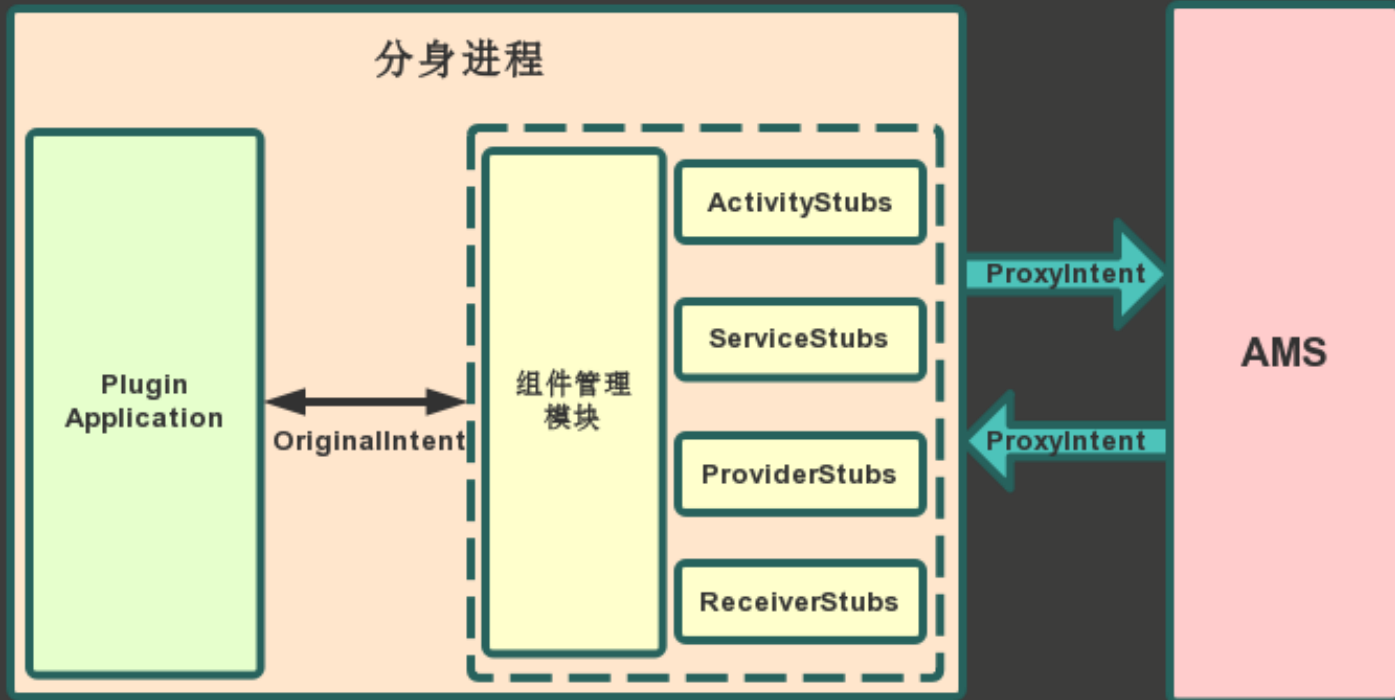 分身进程
Plugin
Application
OriginalIntent
组件管理
模块
ActivityStubs
ServiceStubs
ProviderStubs
ReceiverStubs
ProxyIntent
ProxyIntent
AMS